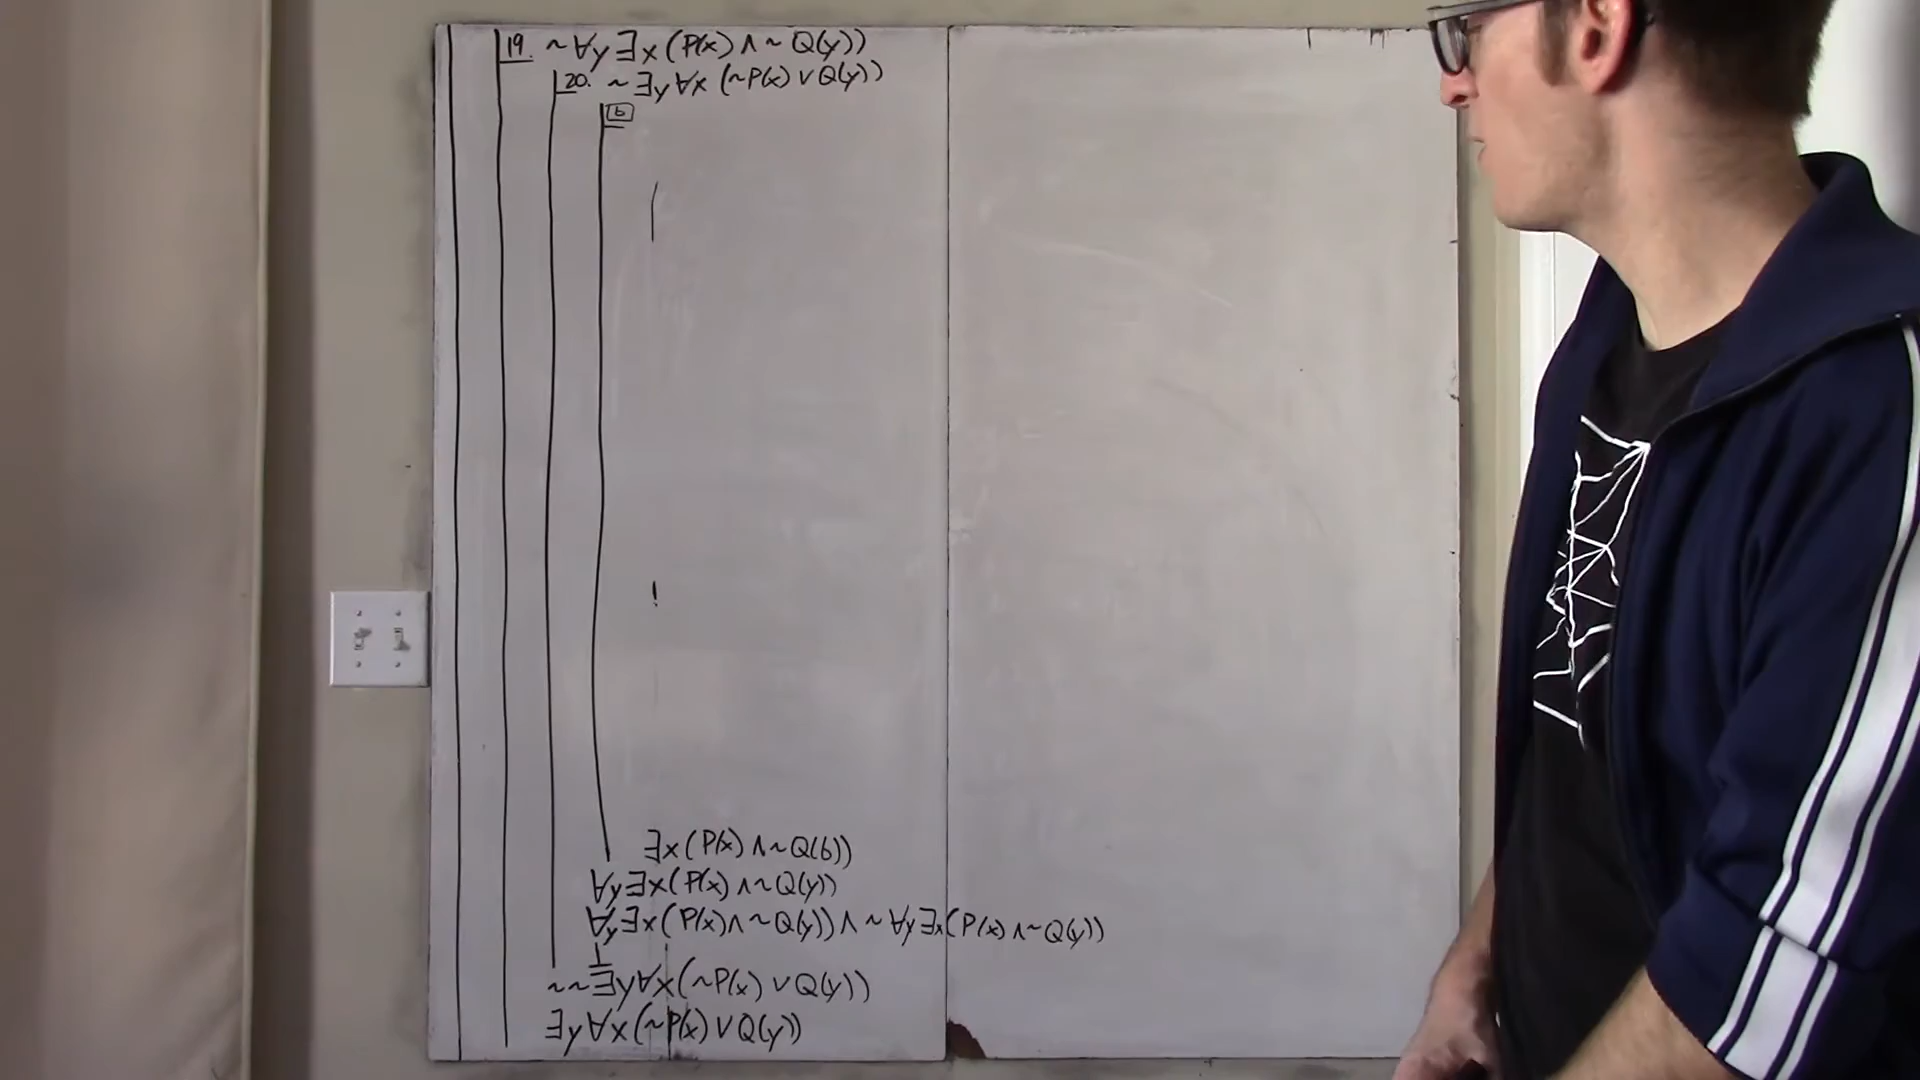 19. ~∀y∃x(P(x)∧~Q(y))
20. ~∃y∀x(~P(x)∨Q(y))
b
∃x(P(x)∧~Q(b))
∀y∃x(P(x)∧~Q(y))
∀y∃x(P(x)∧~Q(y))∧~∀y∃x(P(x)∧~Q(y))
⊥
~~∃y∀x(~P(x)∨Q(y))
∃y∀x(~P(x)∨Q(y))